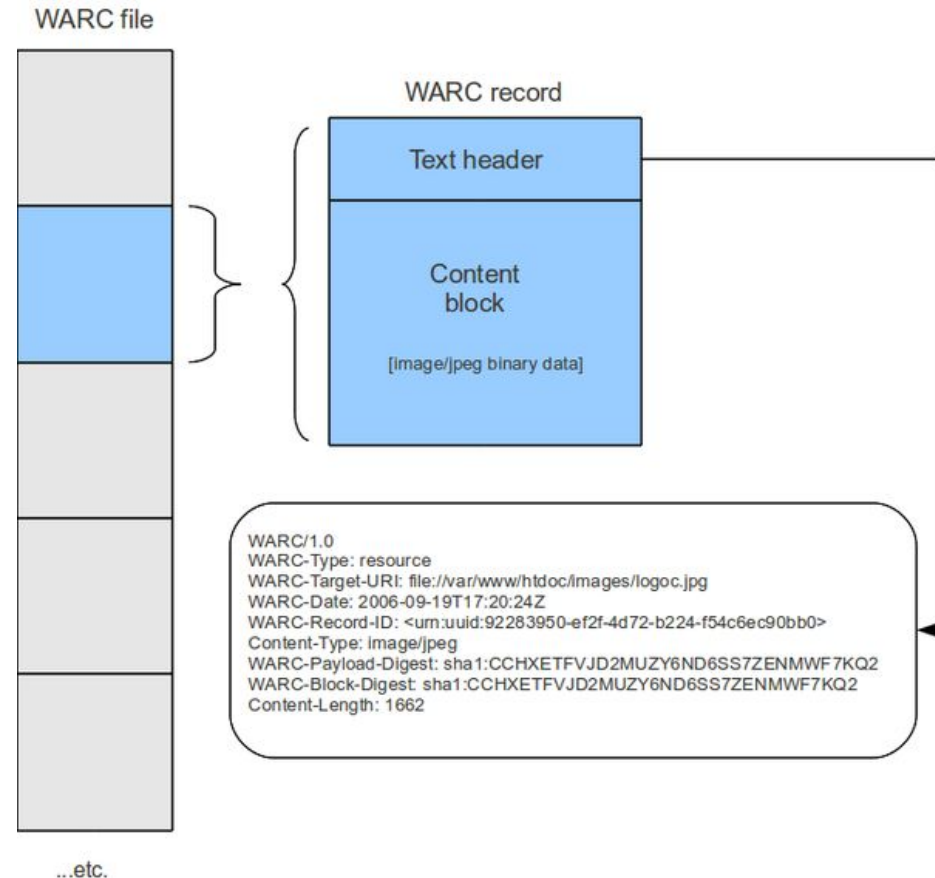 WARC file
WARC record
Text header
Content
block
[image/jpeg binary data]
WARC/1.0
WARC-Type: resource
WARC-Target-URI: file://var/www/htdoc/images/logoc.jpg
WARC-Date: 2006-09-19T17:20:24Z
WARC-Record-ID: <urn:uuid:92283950-ef2f-4d72-b224-f54c6ec90bb0>
Content-Type: image/jpeg
WARC-Payload-Digest: sha1:CCHXETFVJD2MUZY6ND6SS7ZENMWF7KQ2
WARC-Block-Digest: sha1:CCHXETFVJD2MUZY6ND6SS7ZENMWF7KQ2
Content-Length: 1662
...etc.